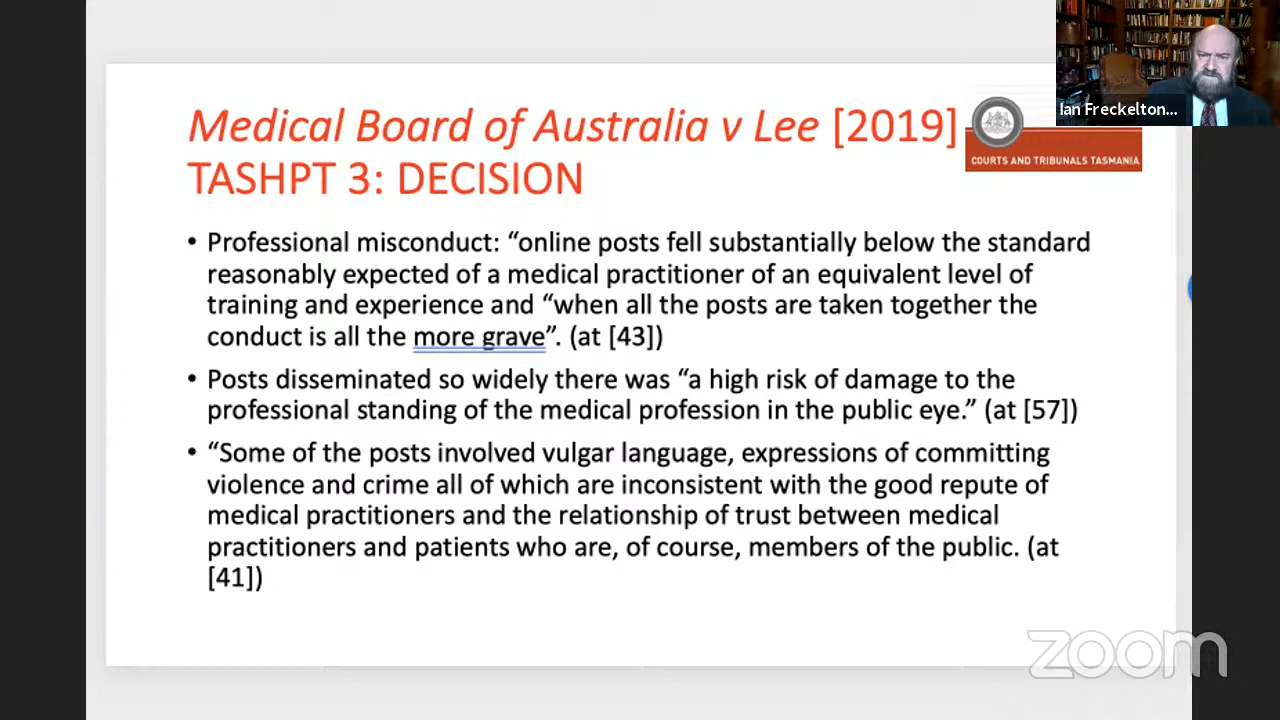 Ian Freckelton...
Medical Board of Australia v Lee [2019]
TASHPT 3: DECISION
COURTS AND TRIBUNALS TASMANIA
• Professional misconduct: “online posts fell substantially below the standard
reasonably expected of a medical practitioner of an equivalent level of
training and experience and “when all the posts are taken together the
conduct is all the more grave”. (at [43])
• Posts disseminated so widely there was “a high risk of damage to the
professional standing of the medical profession in the public eye.” (at [57])
• “Some of the posts involved vulgar language, expressions of committing
violence and crime all of which are inconsistent with the good repute of
medical practitioners and the relationship of trust between medical
practitioners and patients who are, of course, members of the public. (at
[41])
zoom